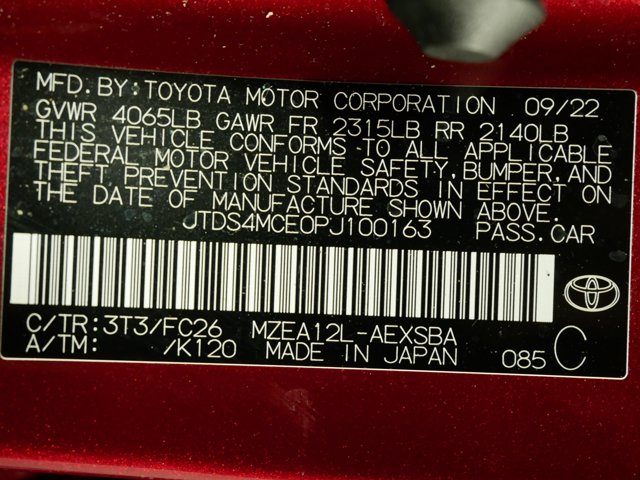 MFD. BY: TOYOTA MOTOR CORPORATION 09/22
GVWR 4065LB GAWR FR 2315LB RR 2140LB
THIS VEHICLE CONFORMS TO ALL APPLICABLE
FEDERAL MOTOR VEHICLE SAFETY, BUMPER, AND
THEFT PREVENTION STANDARDS IN EFFECT ON
THE DATE OF MANUFACTURE SHOWN ABOVE.
JTDS4MCE0PJ100163 PASS.CAR
C/TR: 3T3/FC26 MZEA12L-AEXSBA
A/TM: /K120 MADE IN JAPAN 085 C